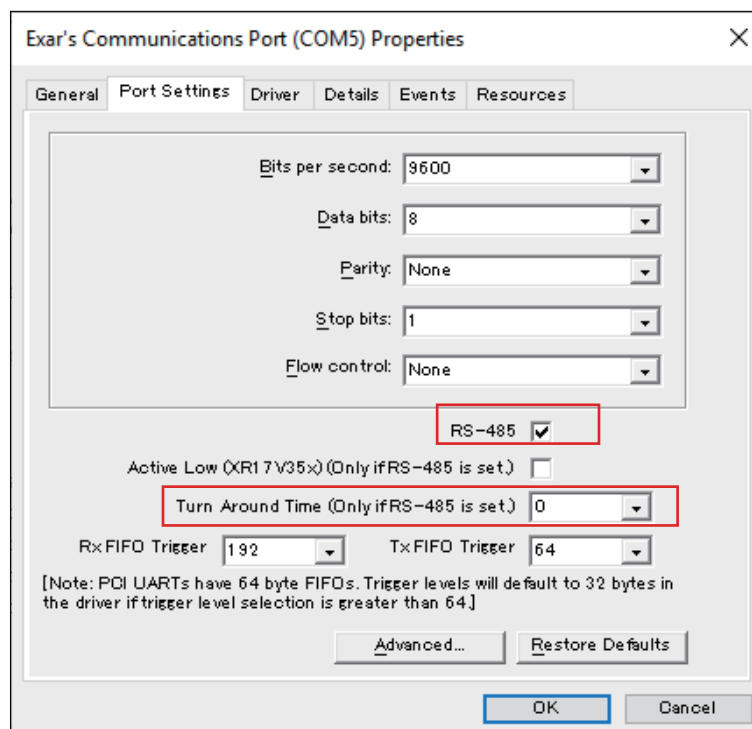 Exar's Communications Port (COM5) Properties
General Port Settings Driver Details Events Resources
Bits per second: 9600
Data bits: 8
Parity: None
Stop bits: 1
Flow control: None
RS-485
Active Low (XR17V35x) (Only if RS-485 is set.)
Turn Around Time (Only if RS-485 is set.) 0
Rx FIFO Trigger 192 Tx FIFO Trigger 64
[Note: PCI UARTs have 64 byte FIFOs. Trigger levels will default to 32 bytes in
the driver if trigger level selection is greater than 64.]
Advanced... Restore Defaults
OK Cancel